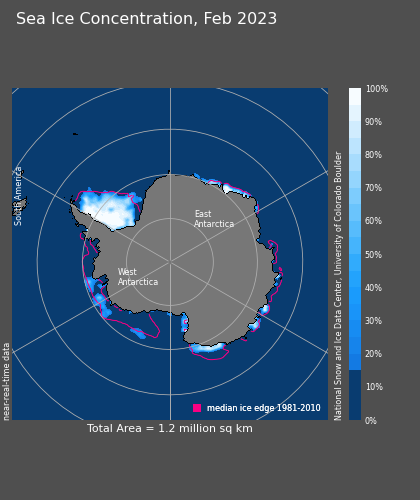 Sea Ice Concentration, Feb 2023
South America
East
Antarctica
West
Antarctica
near-real-time data
median ice edge 1981-2010
Total Area = 1.2 million sq km
National Snow and Ice Data Center, University of Colorado Boulder
100%
90%
80%
70%
60%
50%
40%
30%
20%
10%
0%